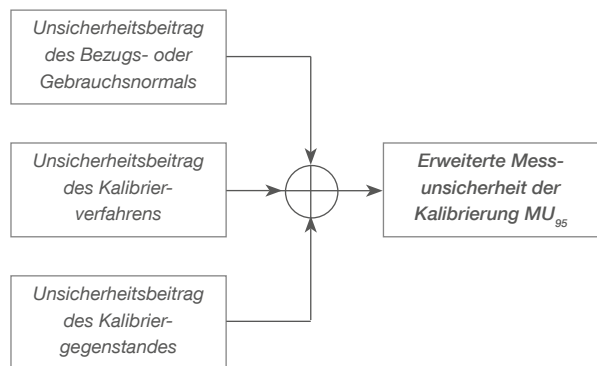 Unsicherheitsbeitrag
des Bezugs- oder
Gebrauchsnormals
Unsicherheitsbeitrag
des Kalibrier-
verfahrens
Erweiterte Mess-
unsicherheit der
Kalibrierung MU95
Unsicherheitsbeitrag
des Kalibrier-
gegenstandes